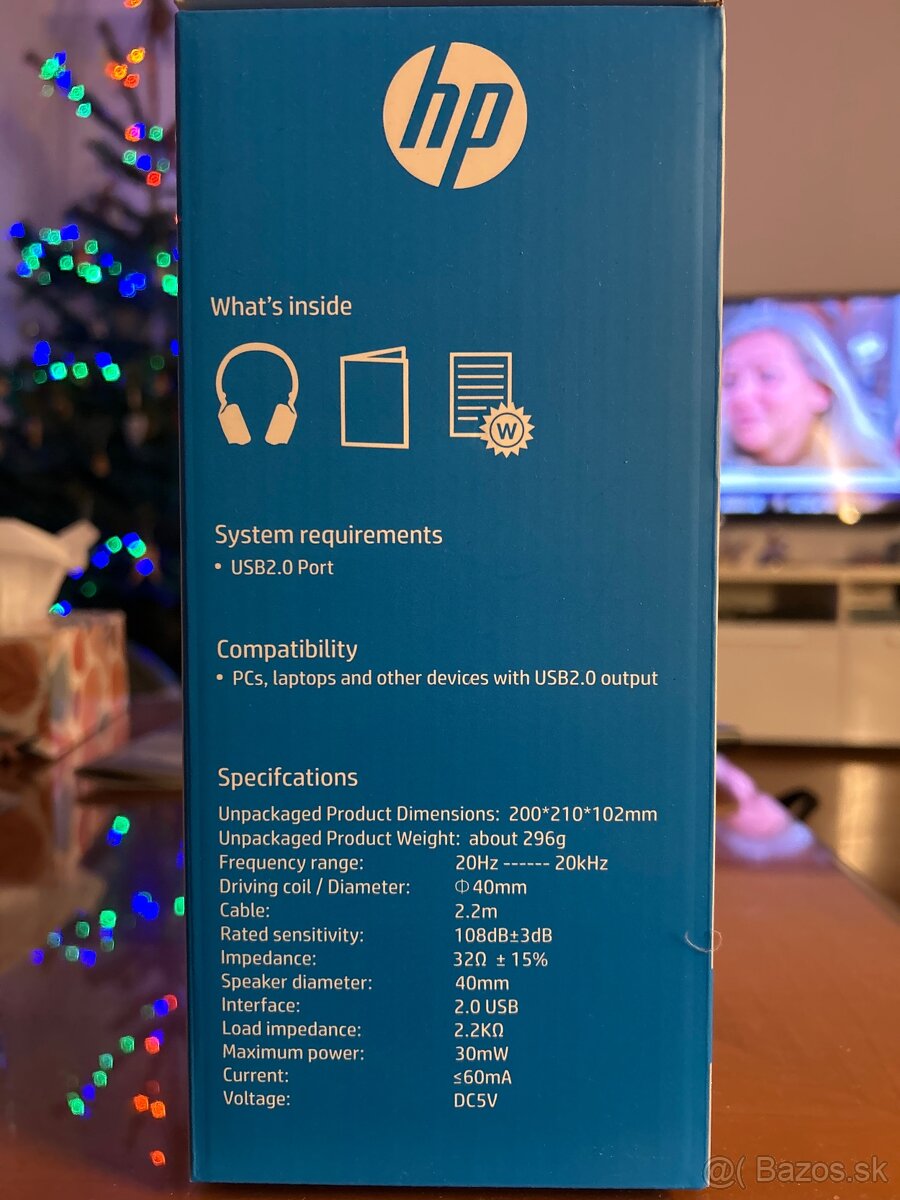 hp
What's inside
W
System requirements
• USB2.0 Port
Compatibility
• PCs, laptops and other devices with USB2.0 output
Specifcations
Unpackaged Product Dimensions: 200*210*102mm
Unpackaged Product Weight: about 296g
Frequency range: 20Hz ------ 20kHz
Driving coil / Diameter: Φ40mm
Cable: 2.2m
Rated sensitivity: 108dB±3dB
Impedance: 32Ω ± 15%
Speaker diameter: 40mm
Interface: 2.0 USB
Load impedance: 2.2KΩ
Maximum power: 30mW
Current: ≤60mA
Voltage: DC5V
@( Bazos.sk